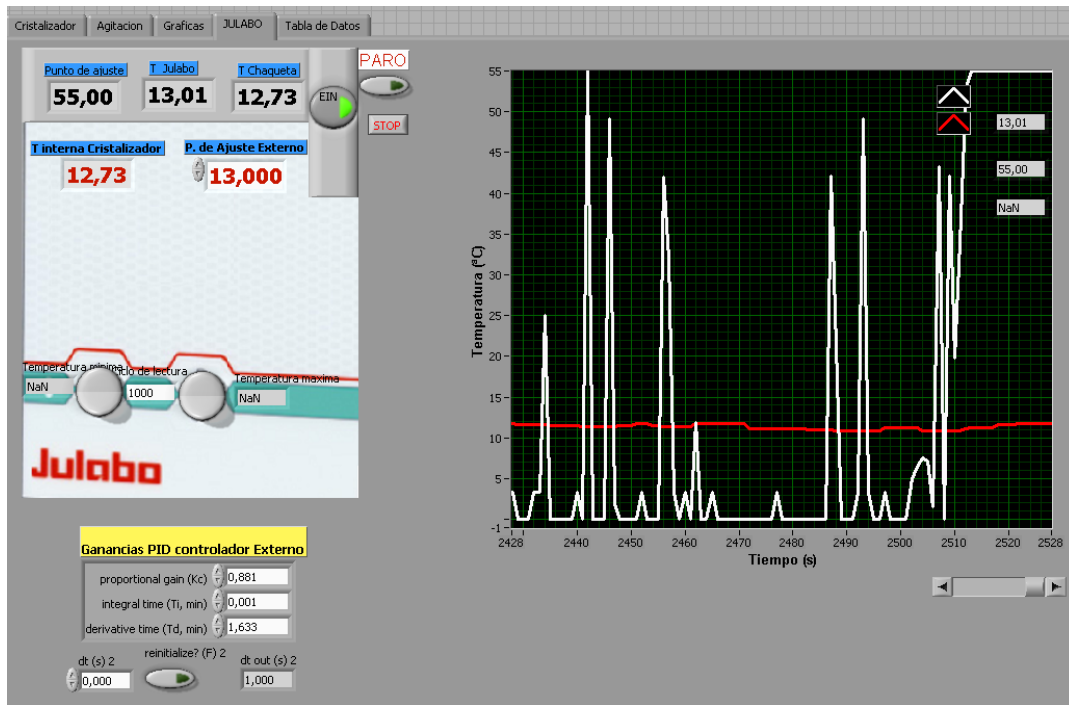 Cristalizador Agitacion Graficas JULABO Tabla de Datos
Punto de ajuste T Julabo T Chaqueta
55,00 13,01 12,73
EIN
PARO
STOP
T interna Cristalizador P. de Ajuste Externo
12,73 13,000
Temperatura minima
de lectura
Temperatura maxima
NaN 1000 NaN
Julabo
Ganancias PID controlador Externo
proportional gain (Kc) 0,881
integral time (Ti, min) 0,001
derivative time (Td, min) 1,633
dt (s) 2 reinitialize? (F) 2 dt out (s) 2
0,000 1,000
Temperatura (ºC)
55
50
45
40
35
30
25
20
15
10
5
-1
2428 2440 2450 2460 2470 2480 2490 2500 2510 2520 2528
Tiempo (s)
13,01
55,00
NaN